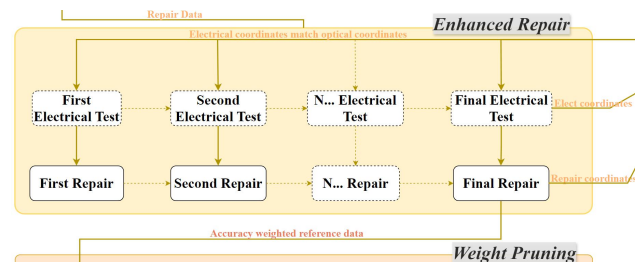 Repair Data
Enhanced Repair
Electrical coordinates match optical coordinates
First
Electrical Test
Second
Electrical Test
N... Electrical
Test
Final Electrical
Test
Elect coordinates
First Repair
Second Repair
N... Repair
Final Repair
Repair coordinates
Accuracy weighted reference data
Weight Pruning